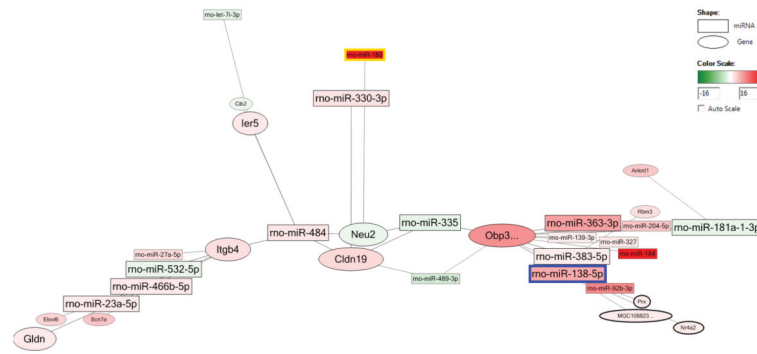 Shape:
rno-let-7i-3p
miRNA
Gene
rno-miR-182
Color Scale:
-16
16
Auto Scale
rno-miR-330-3p
Cib2
Ier5
Ankrd1
Rbm3
rno-miR-363-3p
rno-miR-335
rno-miR-204-5p
rno-miR-181a-1-3p
rno-miR-484
Neu2
Obp3...
rno-miR-139-3p
rno-miR-327
Itgb4
rno-miR-27a-5p
Cldn19
rno-miR-383-5p
rno-miR-184
rno-miR-532-5p
rno-miR-138-5p
rno-miR-489-3p
rno-miR-466b-5p
rno-miR-92b-3p
rno-miR-23a-5p
Prx
Elovl6
Scn7a
MGC108823...
Nr4a2
Gldn